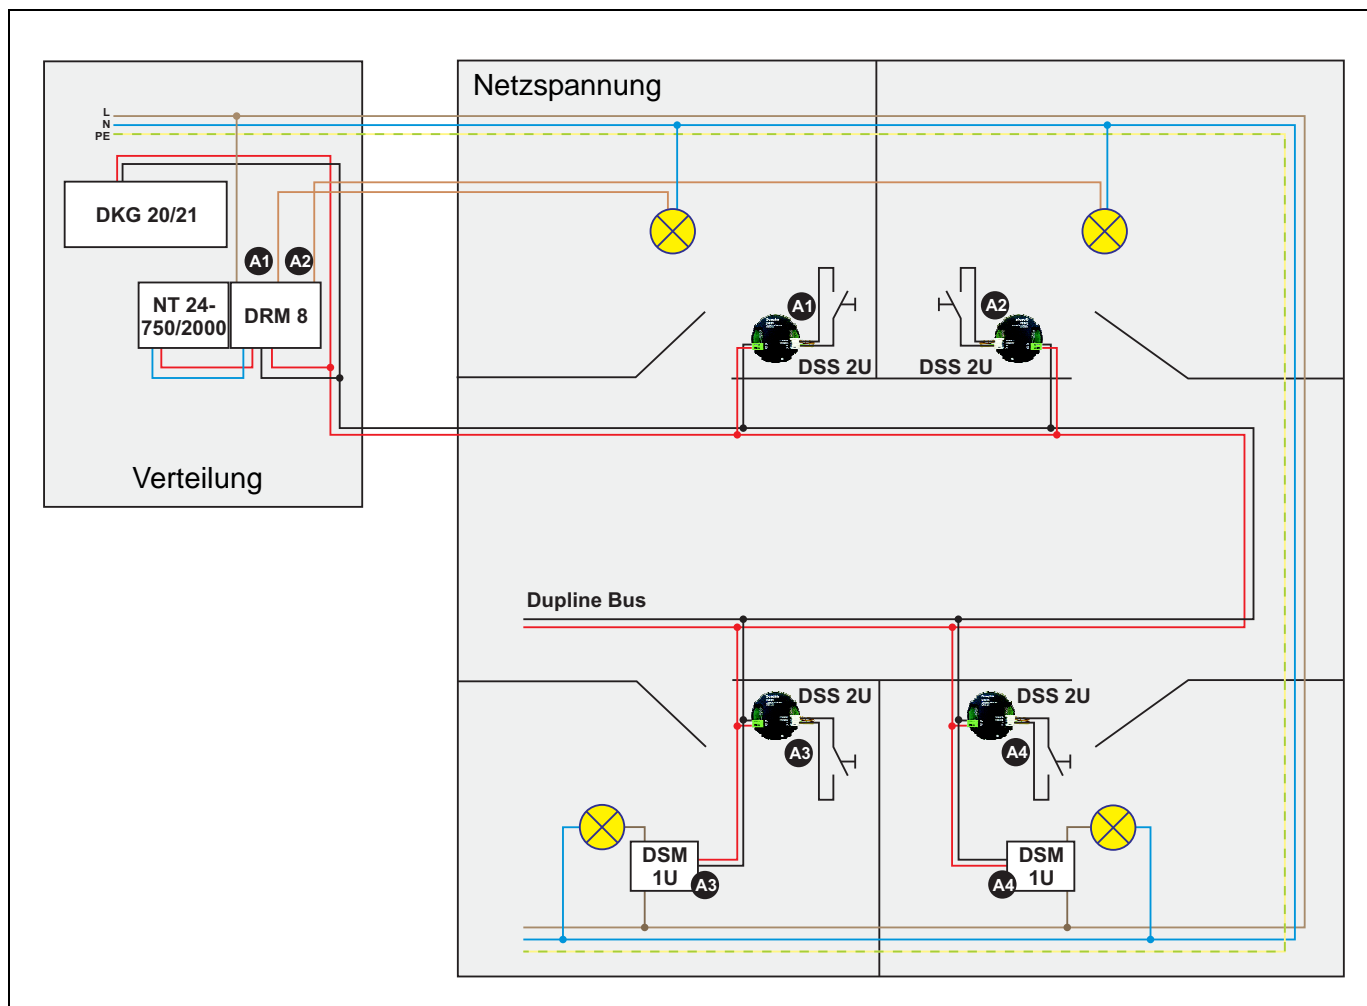 Netzspannung
L
N
PE
DKG 20/21
A1
A2
NT 24-
750/2000
DRM 8
A1
A2
DSS 2U
DSS 2U
Verteilung
Dupline Bus
DSS 2U
DSS 2U
A3
A4
DSM
1U
A3
DSM
1U
A4